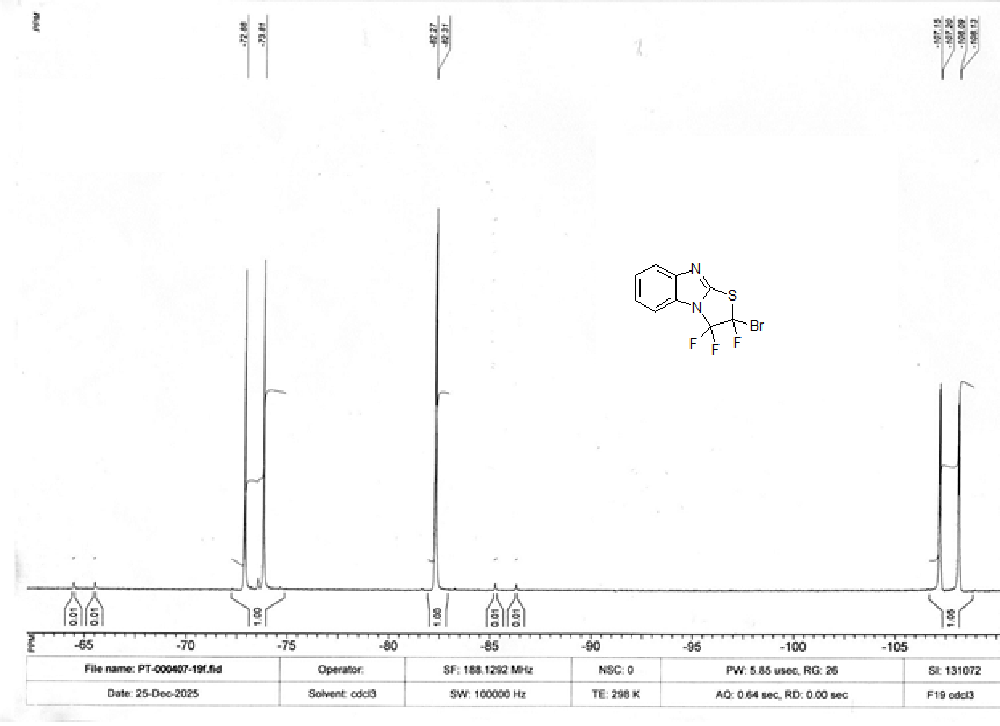 PPM
-72.88
-73.81
-82.27
-82.31
-107.15
-107.20
-108.09
-108.13
N
S
N
Br
F
F
F
0.01
0.01
1.00
1.00
0.01
0.01
1.05
PPM -65 -70 -75 -80 -85 -90 -95 -100 -105
File name: PT-000407-19f.fid Operator: SF: 188.1292 MHz NSC: 0 PW: 5.85 usec, RG: 26 SI: 131072
Date: 25-Dec-2025 Solvent: cdcl3 SW: 100000 Hz TE: 298 K AQ: 0.64 sec, RD: 0.00 sec F19 cdcl3